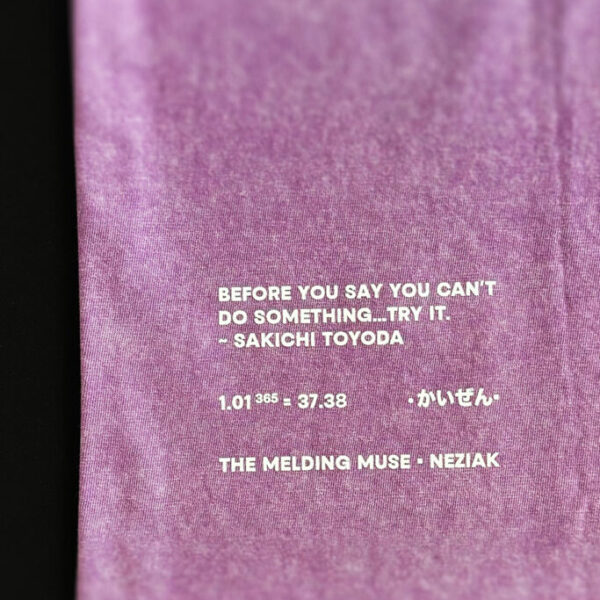 BEFORE YOU SAY YOU CAN'T
DO SOMETHING...TRY IT.
~ SAKICHI TOYODA
1.01³⁶⁵ = 37.38 •かいぜん•
THE MELDING MUSE • NEZIAK